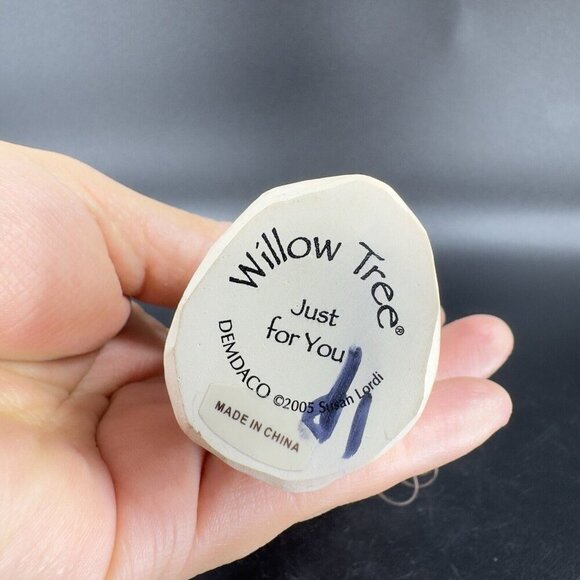 Willow Tree®
Just
for You
DEMDACO ©2005 Susan Lordi
MADE IN CHINA